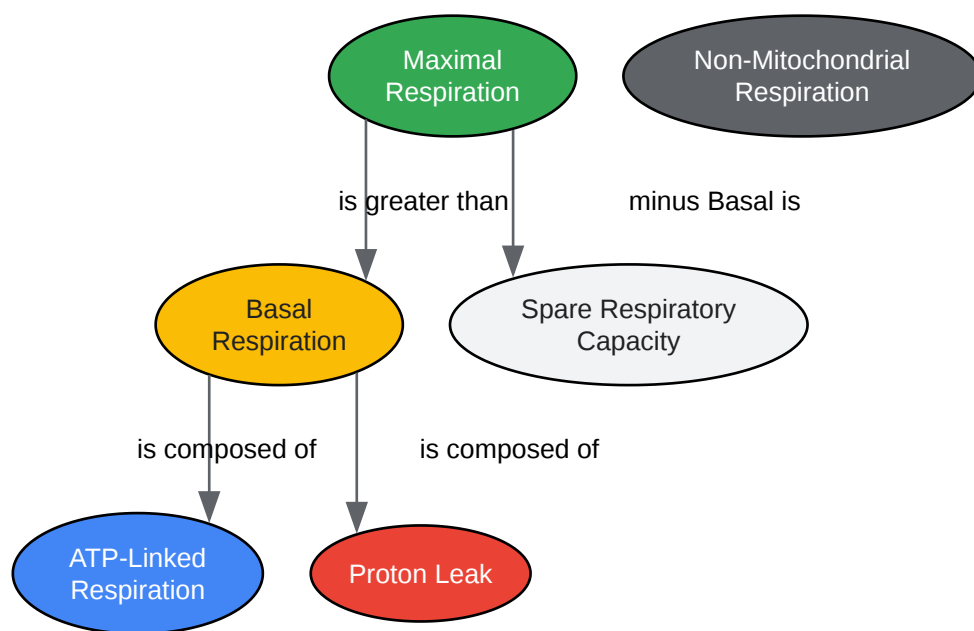 Maximal
Respiration
Non-Mitochondrial
Respiration
is greater than
minus Basal is
Basal
Respiration
Spare Respiratory
Capacity
is composed of
is composed of
ATP-Linked
Respiration
Proton Leak